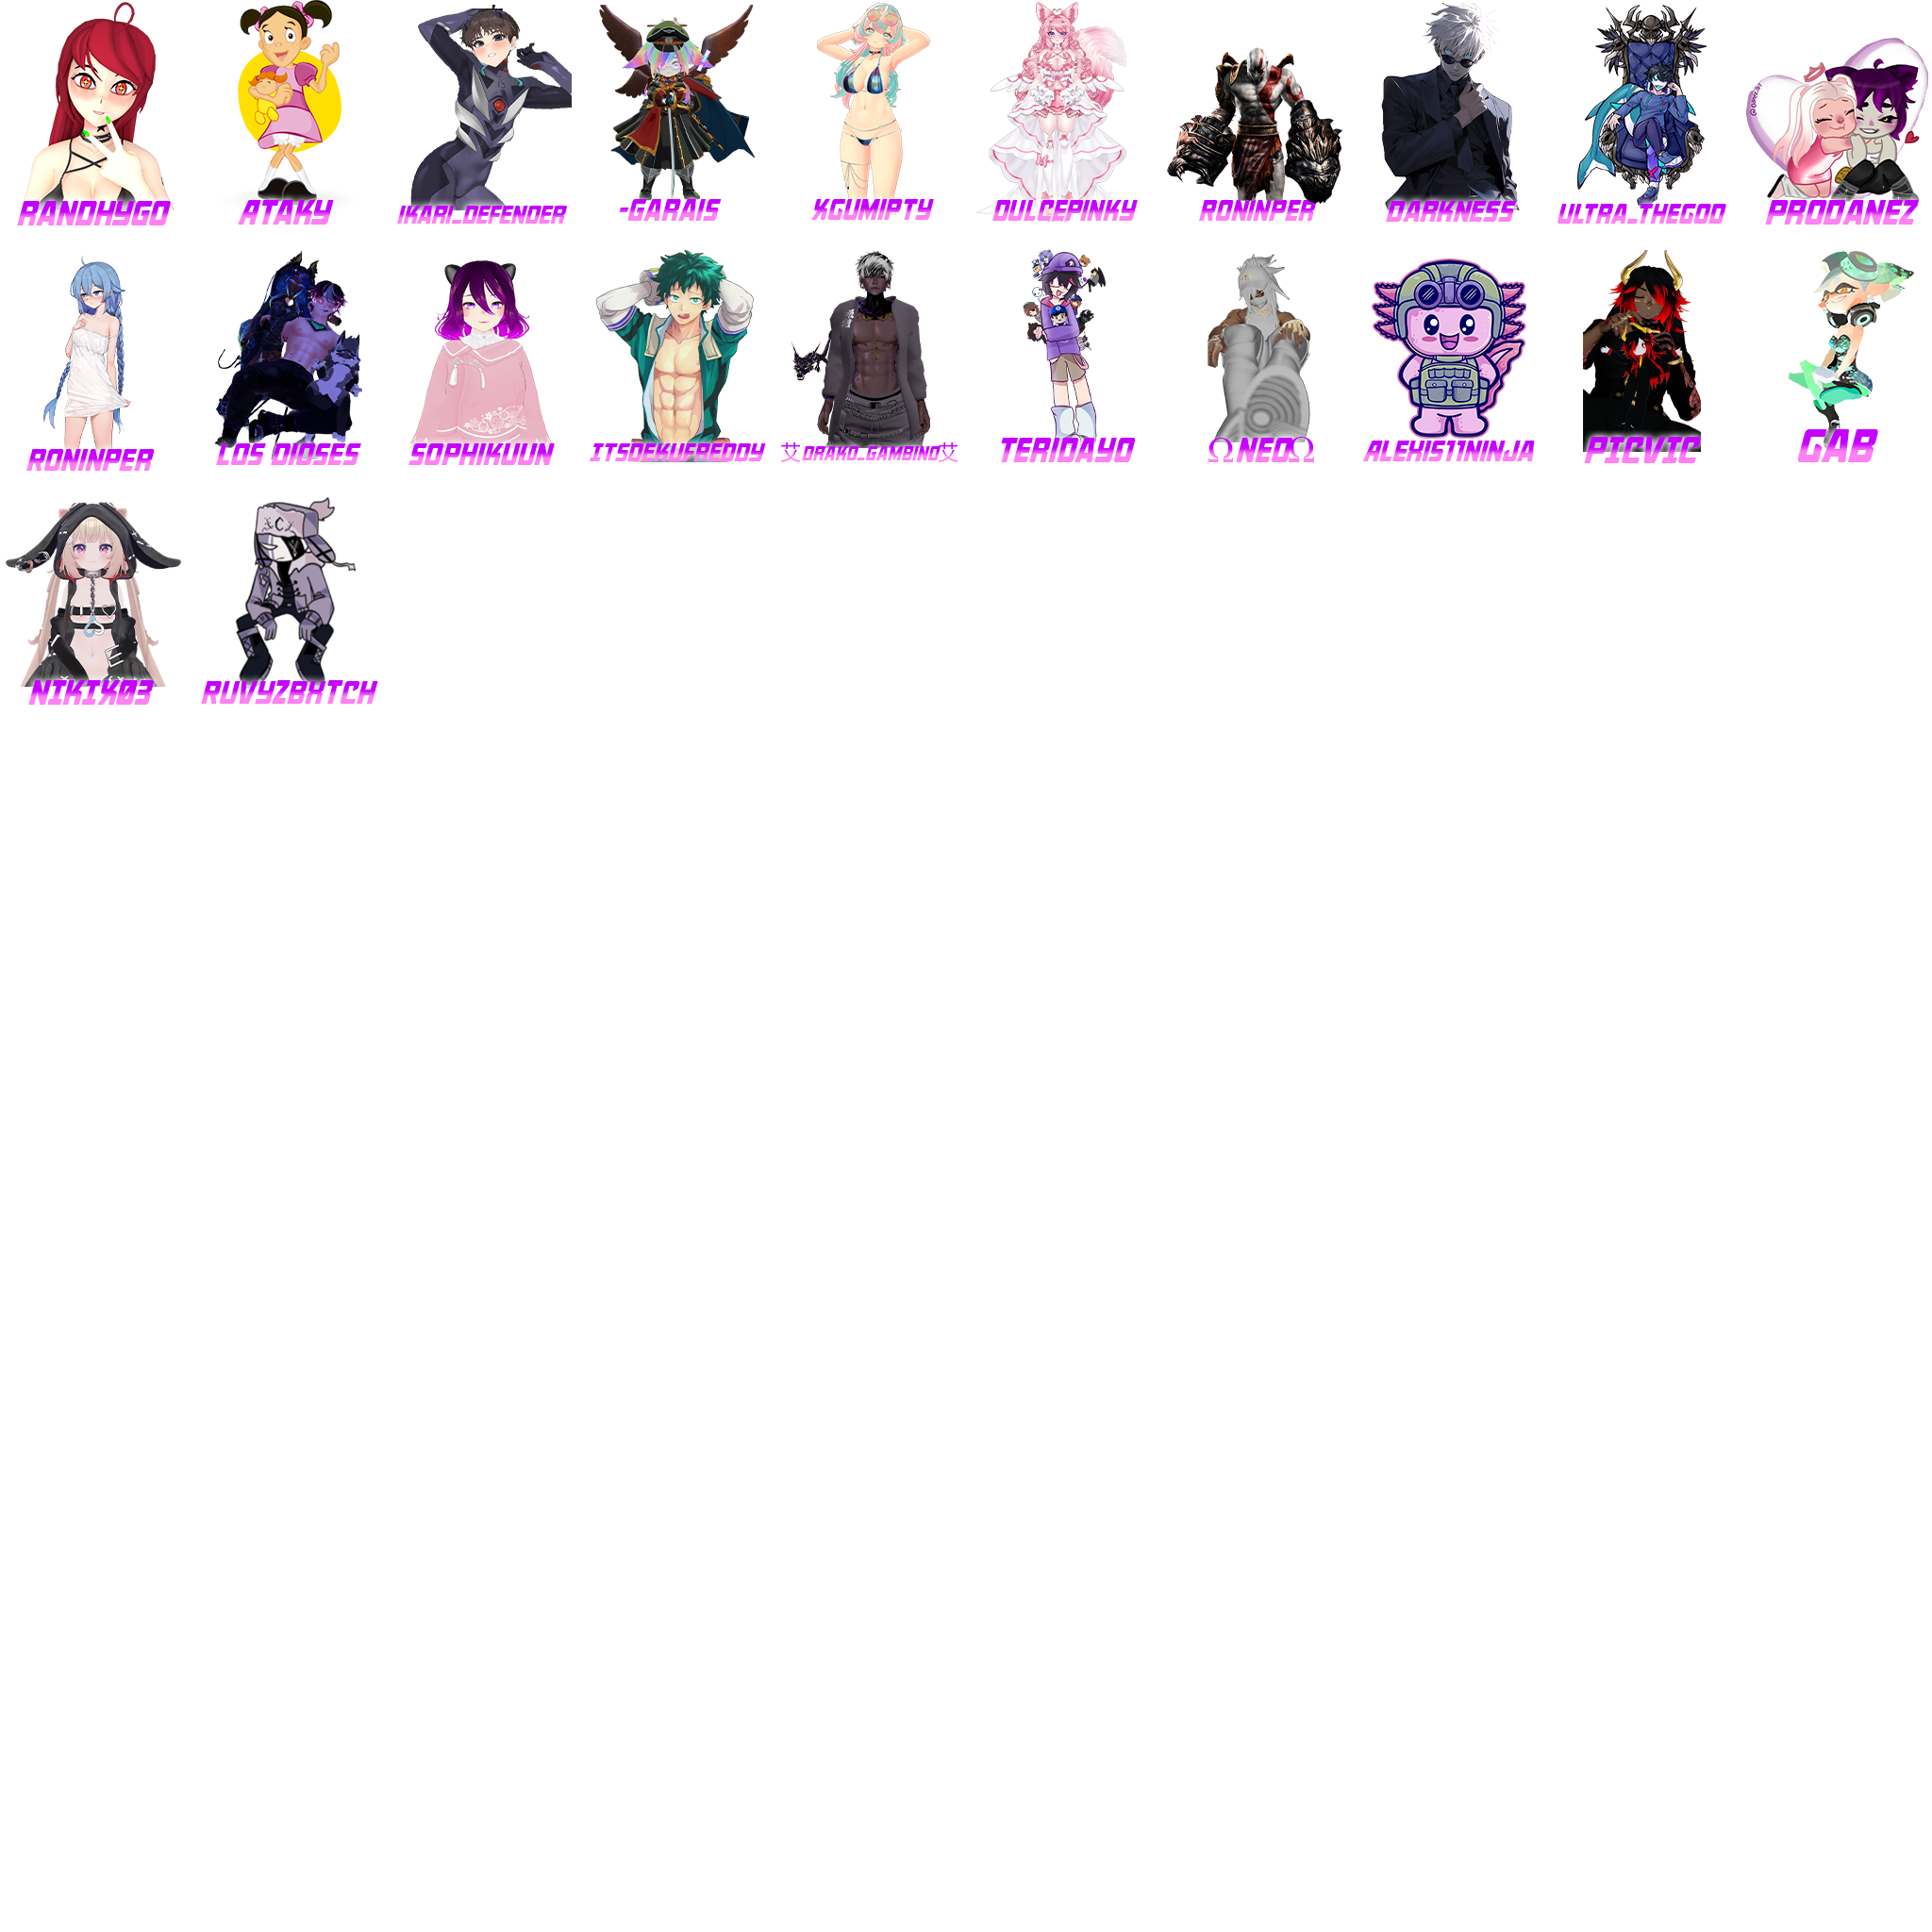 RANDHYGO
ATAKY
IKARI_DEFENDER
-GARAIS
XGUMIPTY
DULCEPINKY
RONINPER
DARKNESS
ULTRA_THEGOD
PRODANEZ
RONINPER
LOS DIOSES
SOPHIKUUN
ITSDEKUFREDDY
艾DRAKO_GAMBINO艾
TERIDAYO
ΩNEOΩ
ALEXIS11NINJA
PICVIC
GAB
NIKIX03
RUVYZBXTCH